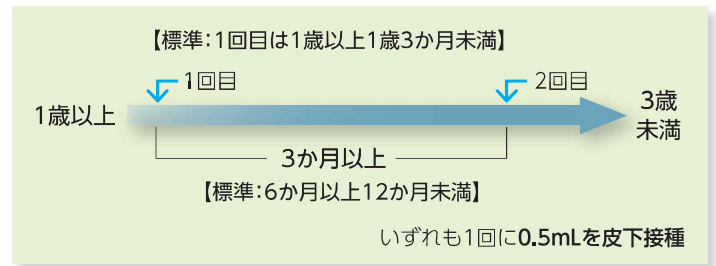 【標準:1回目は1歳以上1歳3か月未満】
1回目
2回目
1歳以上
3歳
未満
3か月以上
【標準:6か月以上12か月未満】
いずれも1回に0.5mLを皮下接種